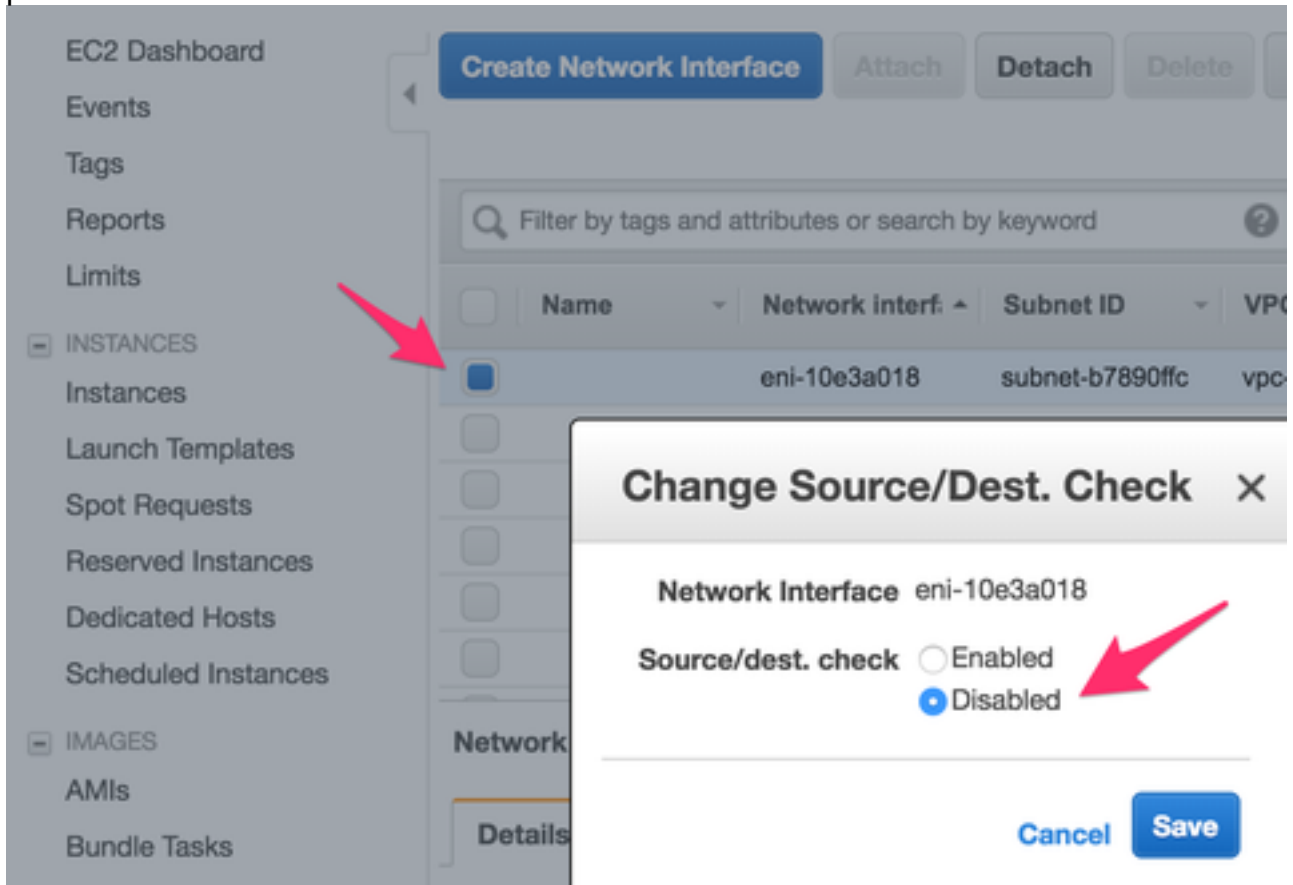 EC2 Dashboard
Events
Tags
Reports
Limits
INSTANCES
Instances
Launch Templates
Spot Requests
Reserved Instances
Dedicated Hosts
Scheduled Instances
IMAGES
AMIs
Bundle Tasks
Create Network Interface Attach Detach Delete
Filter by tags and attributes or search by keyword
Name Network interf Subnet ID VPC
eni-10e3a018 subnet-b7890ffc vpc-
Network
Details
Change Source/Dest. Check
Network Interface eni-10e3a018
Source/dest. check Enabled
Disabled
Cancel Save